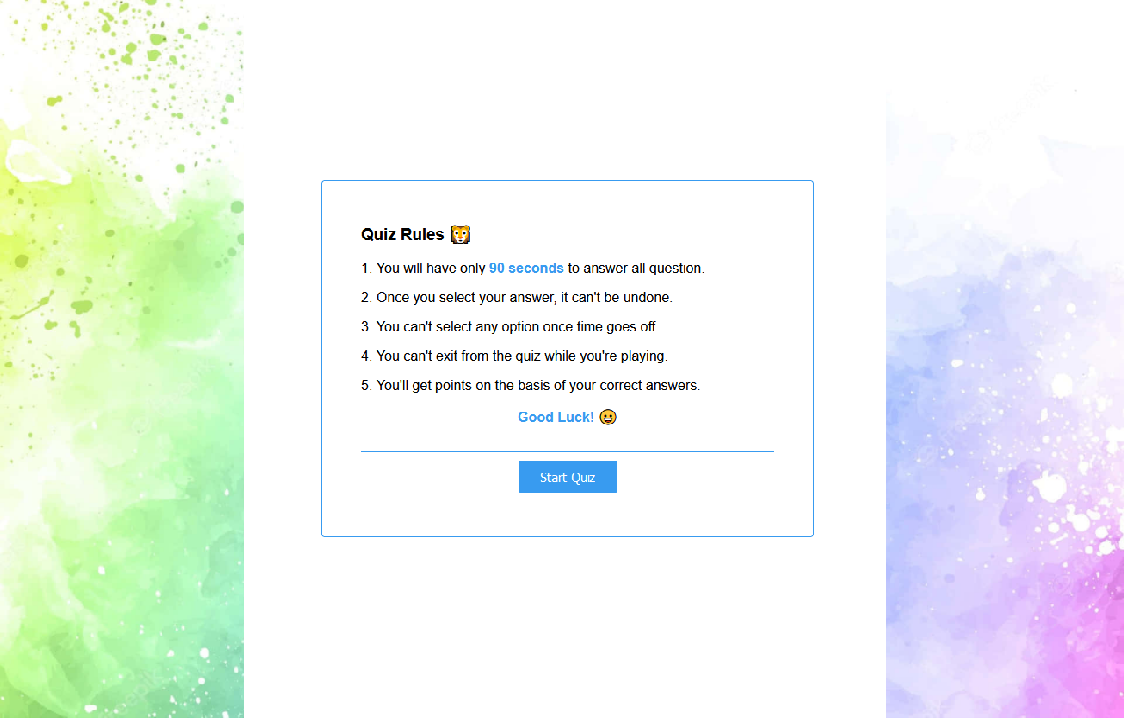 Quiz Rules 🦁
1. You will have only 90 seconds to answer all question.
2. Once you select your answer, it can't be undone.
3. You can't select any option once time goes off
4. You can't exit from the quiz while you're playing.
5. You'll get points on the basis of your correct answers.
Good Luck! 😀
Start Quiz